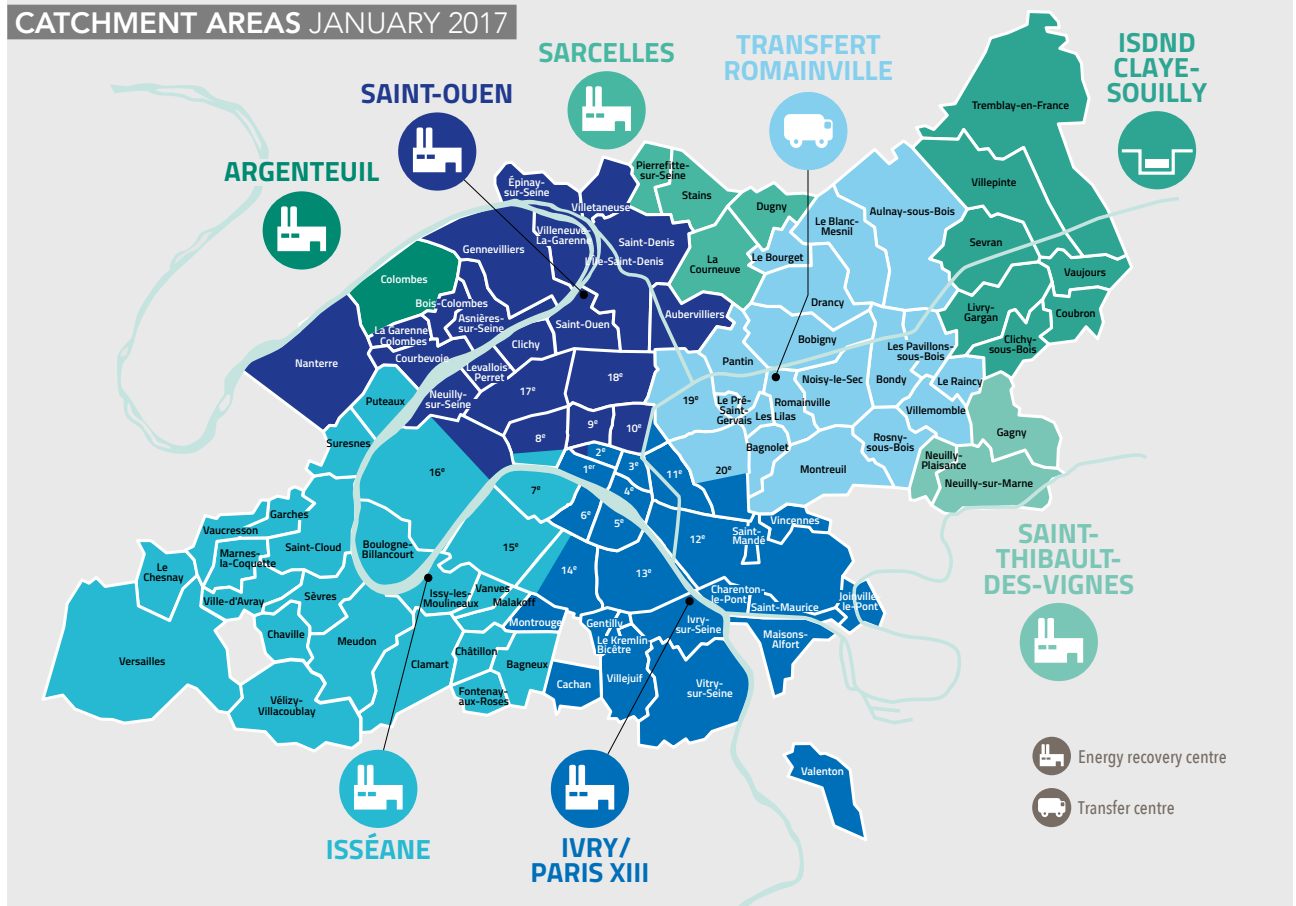 CATCHMENT AREAS JANUARY 2017
SARCELLES
TRANSFERT
ROMAINVILLE
ISDND
CLAYE-
SOUILLY
SAINT-OUEN
ARGENTEUIL
Tremblay-en-France
Villepinte
Sevran
Vaujours
Coubron
Livry-
Gargan
Clichy-
sous-Bois
Pierrefitte-
sur-Seine
Stains
Dugny
La
Courneuve
Épinay-
sur-Seine
Villetaneuse
Villeneuve-
La-Garenne
Saint-Denis
L'Île-Saint-Denis
Gennevilliers
Colombes
Bois-Colombes
Asnières-
sur-Seine
La Garenne
Colombes
Courbevoie
Nanterre
Clichy
Saint-Ouen
Aubervilliers
Levallois
Perret
Neuilly-
sur-Seine
17e
18e
8e
9e
10e
Le Blanc-
Mesnil
Aulnay-sous-Bois
Le Bourget
Drancy
Bobigny
Pantin
Les Pavillons-
sous-Bois
Noisy-le-Sec
Bondy
Le Raincy
Villemomble
19e
Le Pré-
Saint-
Gervais
Les Lilas
Romainville
Bagnolet
Rosny-
sous-Bois
Montreuil
20e
Gagny
Neuilly-
Plaisance
Neuilly-sur-Marne
Puteaux
Suresnes
16e
7e
15e
Garches
Vaucresson
Marnes-
la-Coquette
Saint-Cloud
Boulogne-
Billancourt
Le
Chesnay
Ville-d'Avray
Sèvres
Chaville
Meudon
Versailles
Vélizy-
Villacoublay
Issy-les-
Moulineaux
Vanves
Malakoff
Clamart
Châtillon
Bagneux
Fontenay-
aux-Roses
1er
2e
3e
4e
5e
6e
11e
12e
13e
14e
Montrouge
Gentilly
Le Kremlin
Bicêtre
Cachan
Villejuif
Ivry-
sur-Seine
Vitry-
sur-Seine
Saint-
Mandé
Vincennes
Charenton-
le-Pont
Saint-Maurice
Joinville
le-Pont
Maisons-
Alfort
Valenton
SAINT-
THIBAULT-
DES-VIGNES
ISSÉANE
IVRY/
PARIS XIII
Energy recovery centre
Transfer centre